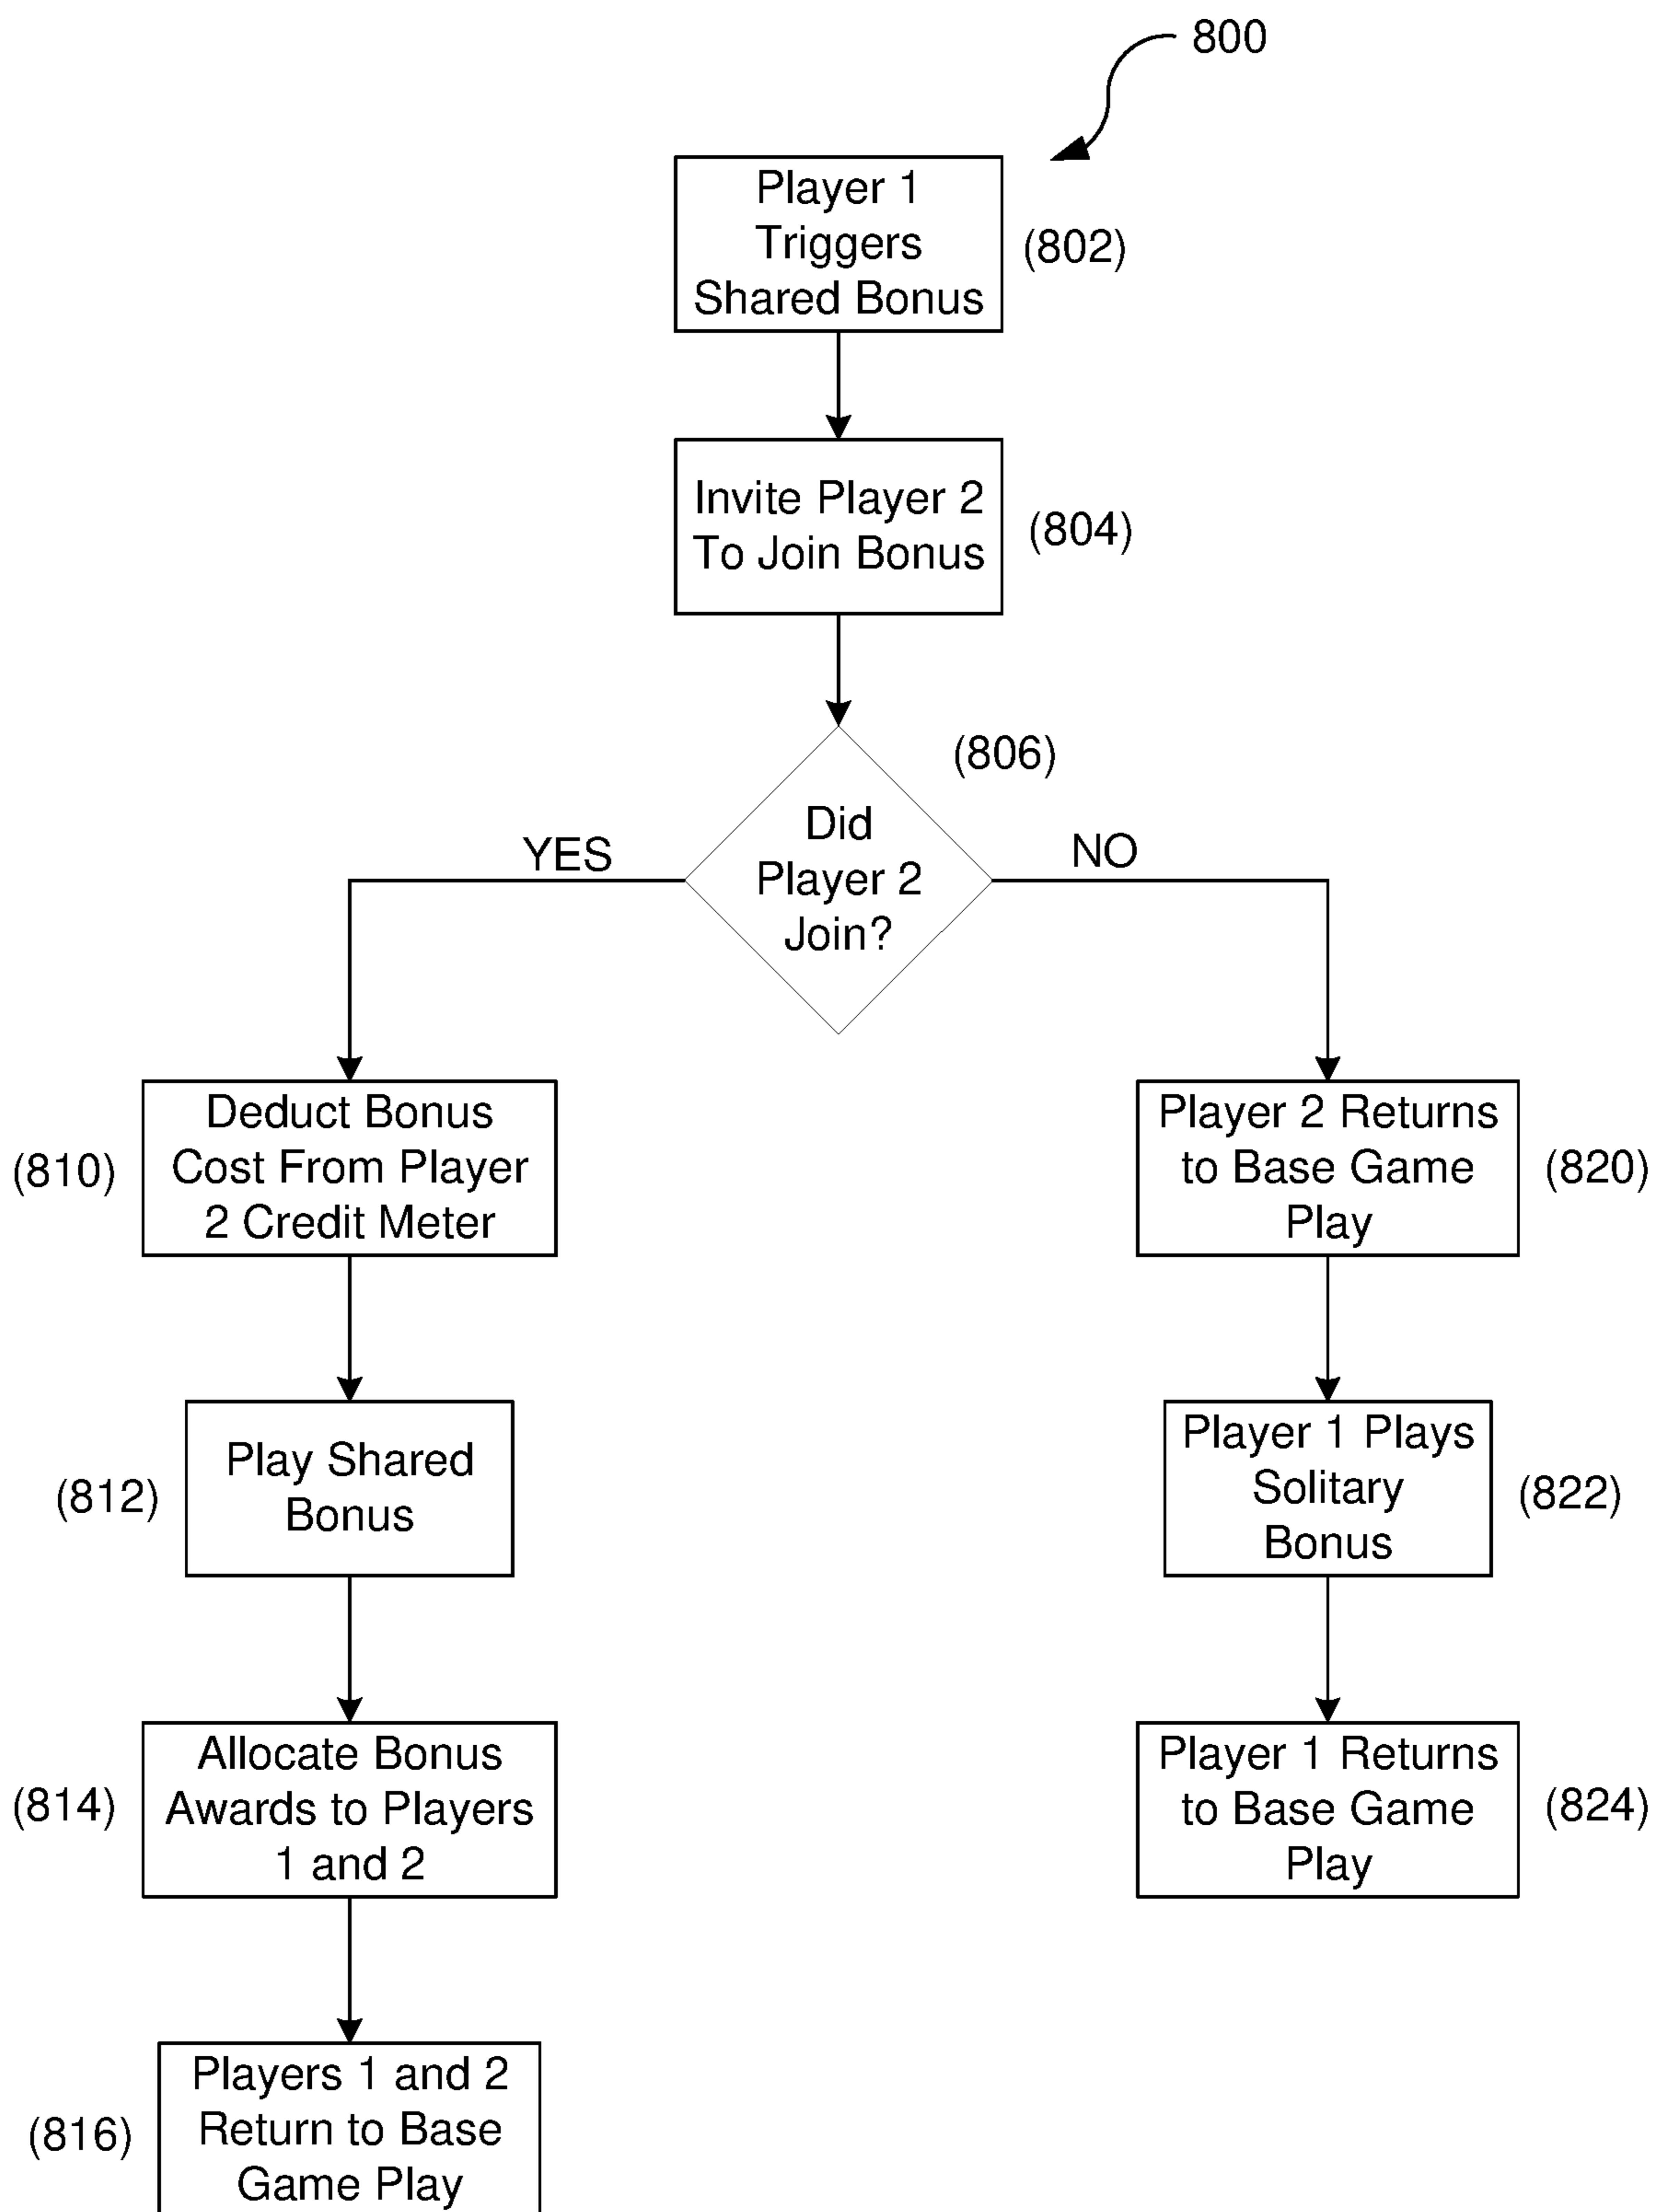 800
Player 1
Triggers
Shared Bonus
(802)
Invite Player 2
To Join Bonus
(804)
(806)
Did
Player 2
Join?
YES
NO
Deduct Bonus
Cost From Player
2 Credit Meter
(810)
Player 2 Returns
to Base Game
Play
(820)
Play Shared
Bonus
(812)
Player 1 Plays
Solitary
Bonus
(822)
Allocate Bonus
Awards to Players
1 and 2
(814)
Player 1 Returns
to Base Game
Play
(824)
Players 1 and 2
Return to Base
Game Play
(816)